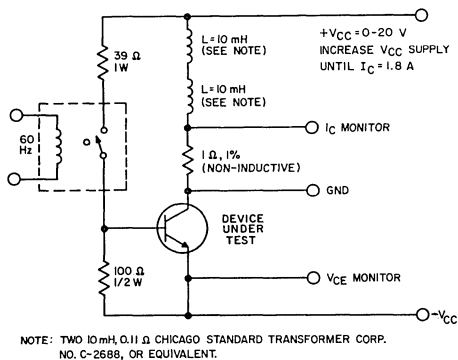 +VCC = 0-20 V
INCREASE VCC SUPPLY
UNTIL IC = 1.8 A
39 Ω
1W
L = 10 mH
(SEE NOTE)
L = 10 mH
(SEE NOTE)
IC MONITOR
60
Hz
1 Ω, 1%
(NON-INDUCTIVE)
GND
DEVICE
UNDER
TEST
100 Ω
1/2 W
VCE MONITOR
-VCC
NOTE: TWO 10 mH, 0.11 Ω CHICAGO STANDARD TRANSFORMER CORP.
NO. C-2688, OR EQUIVALENT.